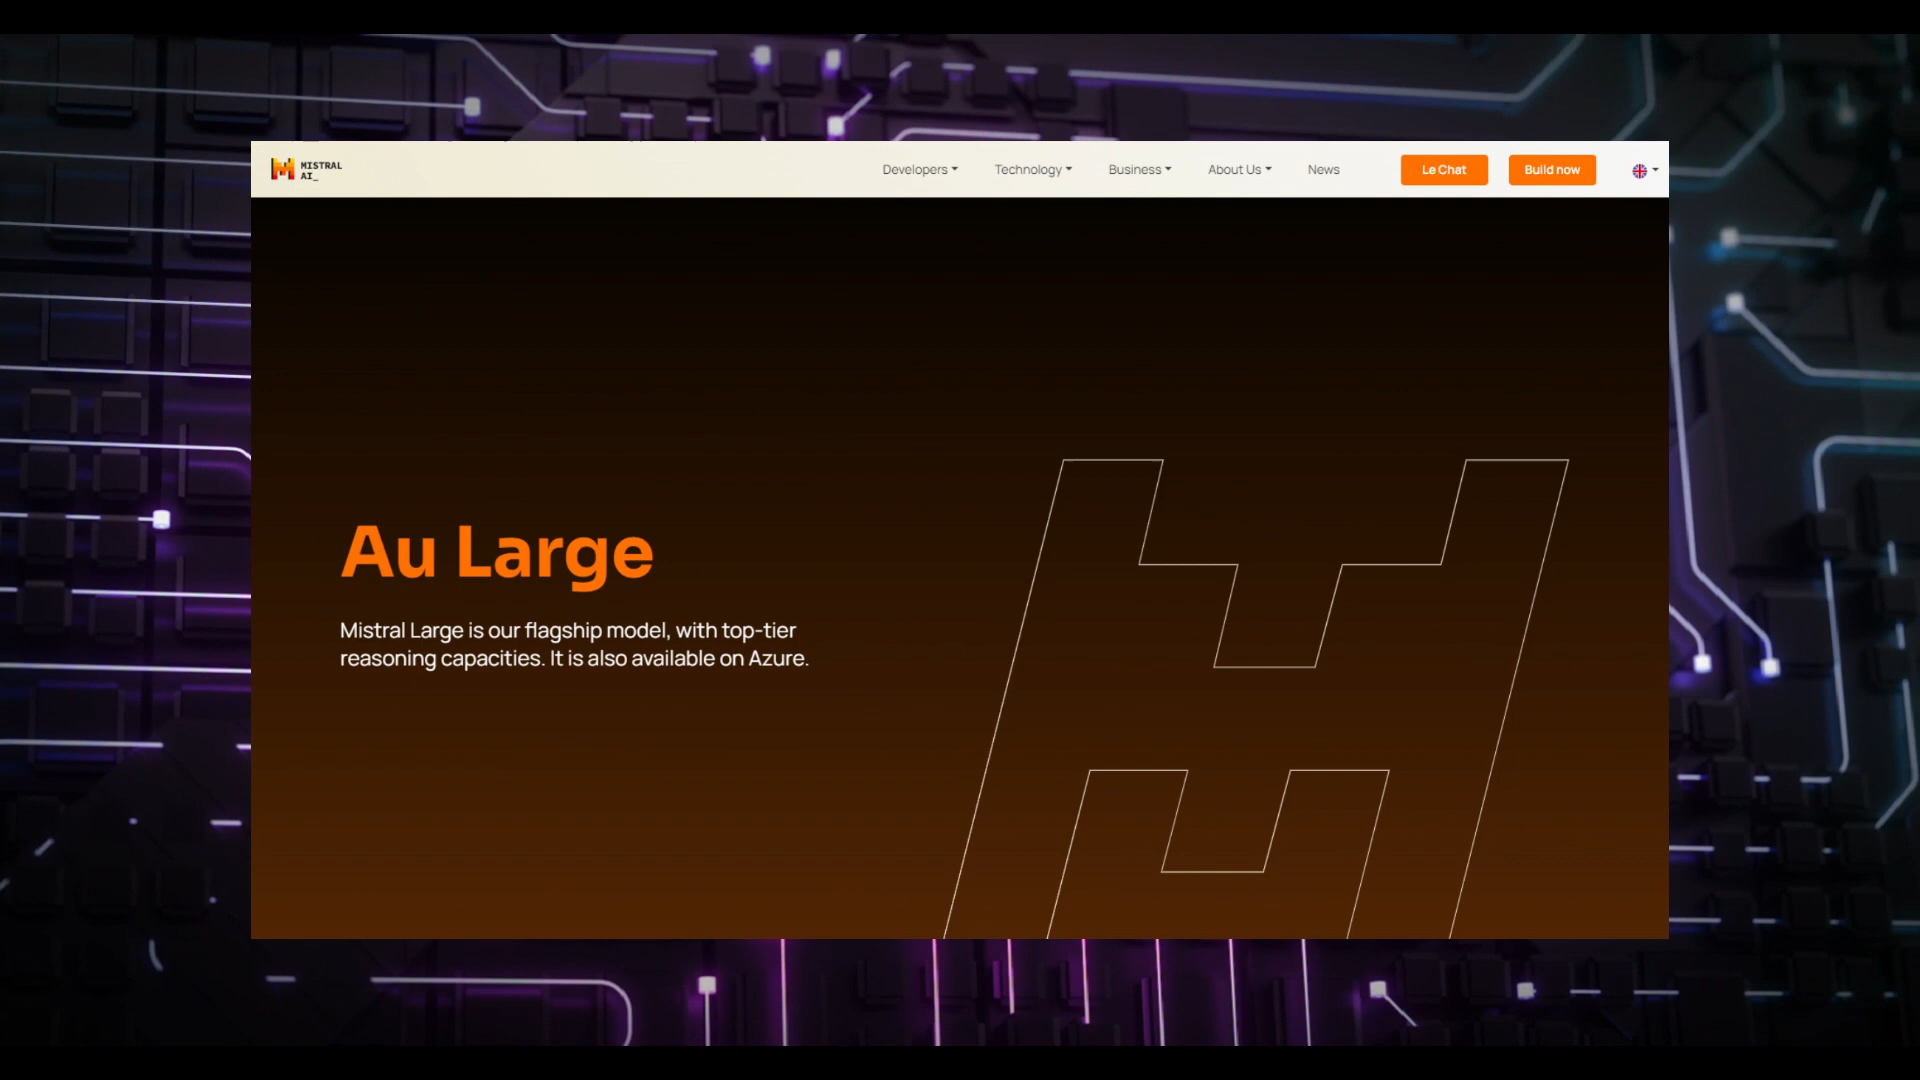 MISTRAL
AI_
Developers
Technology
Business
About Us
News
Le Chat
Build now
Au Large
Mistral Large is our flagship model, with top-tier
reasoning capacities. It is also available on Azure.